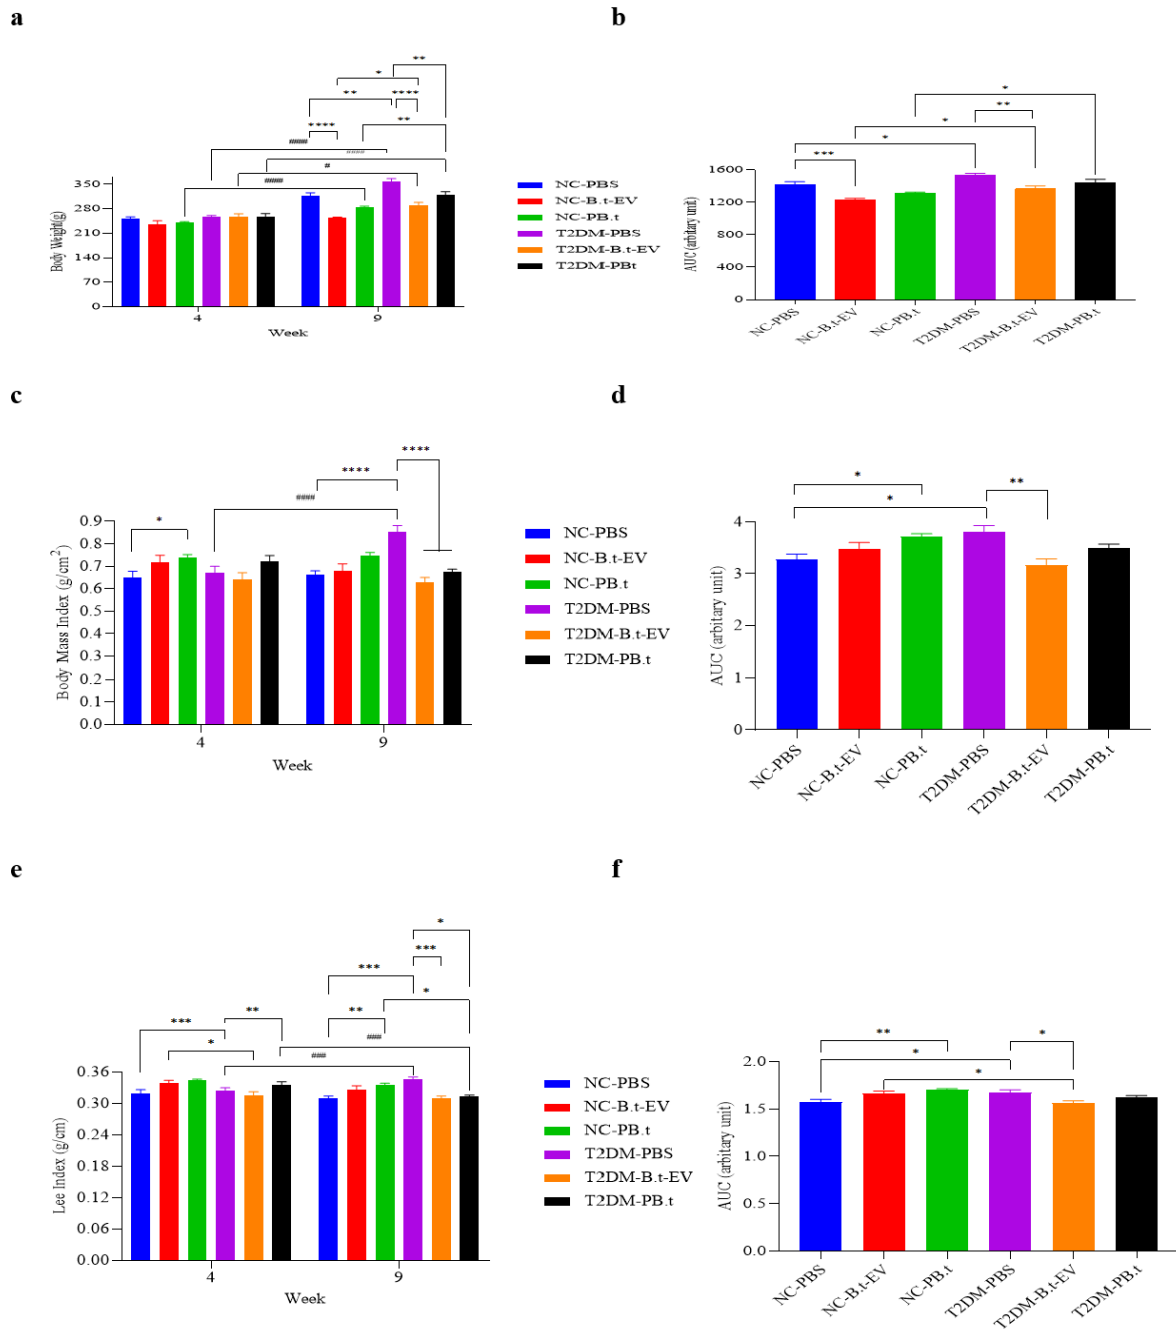 a
b
**
*
** ****
****
**
####
####
#
####
Body Weight(g)
350
280
210
140
70
0
4
9
Week
NC-PBS
NC-B.t-EV
NC-PB.t
T2DM-PBS
T2DM-B.t-EV
T2DM-PBt
*
**
*
*
***
AUC (arbitary unit)
1600
1200
800
400
0
NC-PBS
NC-B.t-EV
NC-PB.t
T2DM-PBS
T2DM-B.t-EV
T2DM-PB.t
c
d
****
****
####
*
Body Mass Index (g/cm2)
0.9
0.8
0.7
0.6
0.5
0.4
0.3
0.2
0.1
0.0
4
9
Week
NC-PBS
NC-B.t-EV
NC-PB.t
T2DM-PBS
T2DM-B.t-EV
T2DM-PB.t
*
**
*
AUC (arbitary unit)
4
3
2
1
0
NC-PBS
NC-B.t-EV
NC-PB.t
T2DM-PBS
T2DM-B.t-EV
T2DM-PB.t
e
f
*
***
***
*
*** **
**
###
*
###
Lee Index (g/cm)
0.36
0.30
0.24
0.18
0.12
0.06
0.00
4
9
Week
NC-PBS
NC-B.t-EV
NC-PB.t
T2DM-PBS
T2DM-B.t-EV
T2DM-PB.t
**
*
*
*
AUC (arbitary unit)
2.0
1.5
1.0
0.5
0.0
NC-PBS
NC-B.t-EV
NC-PB.t
T2DM-PBS
T2DM-B.t-EV
T2DM-PB.t